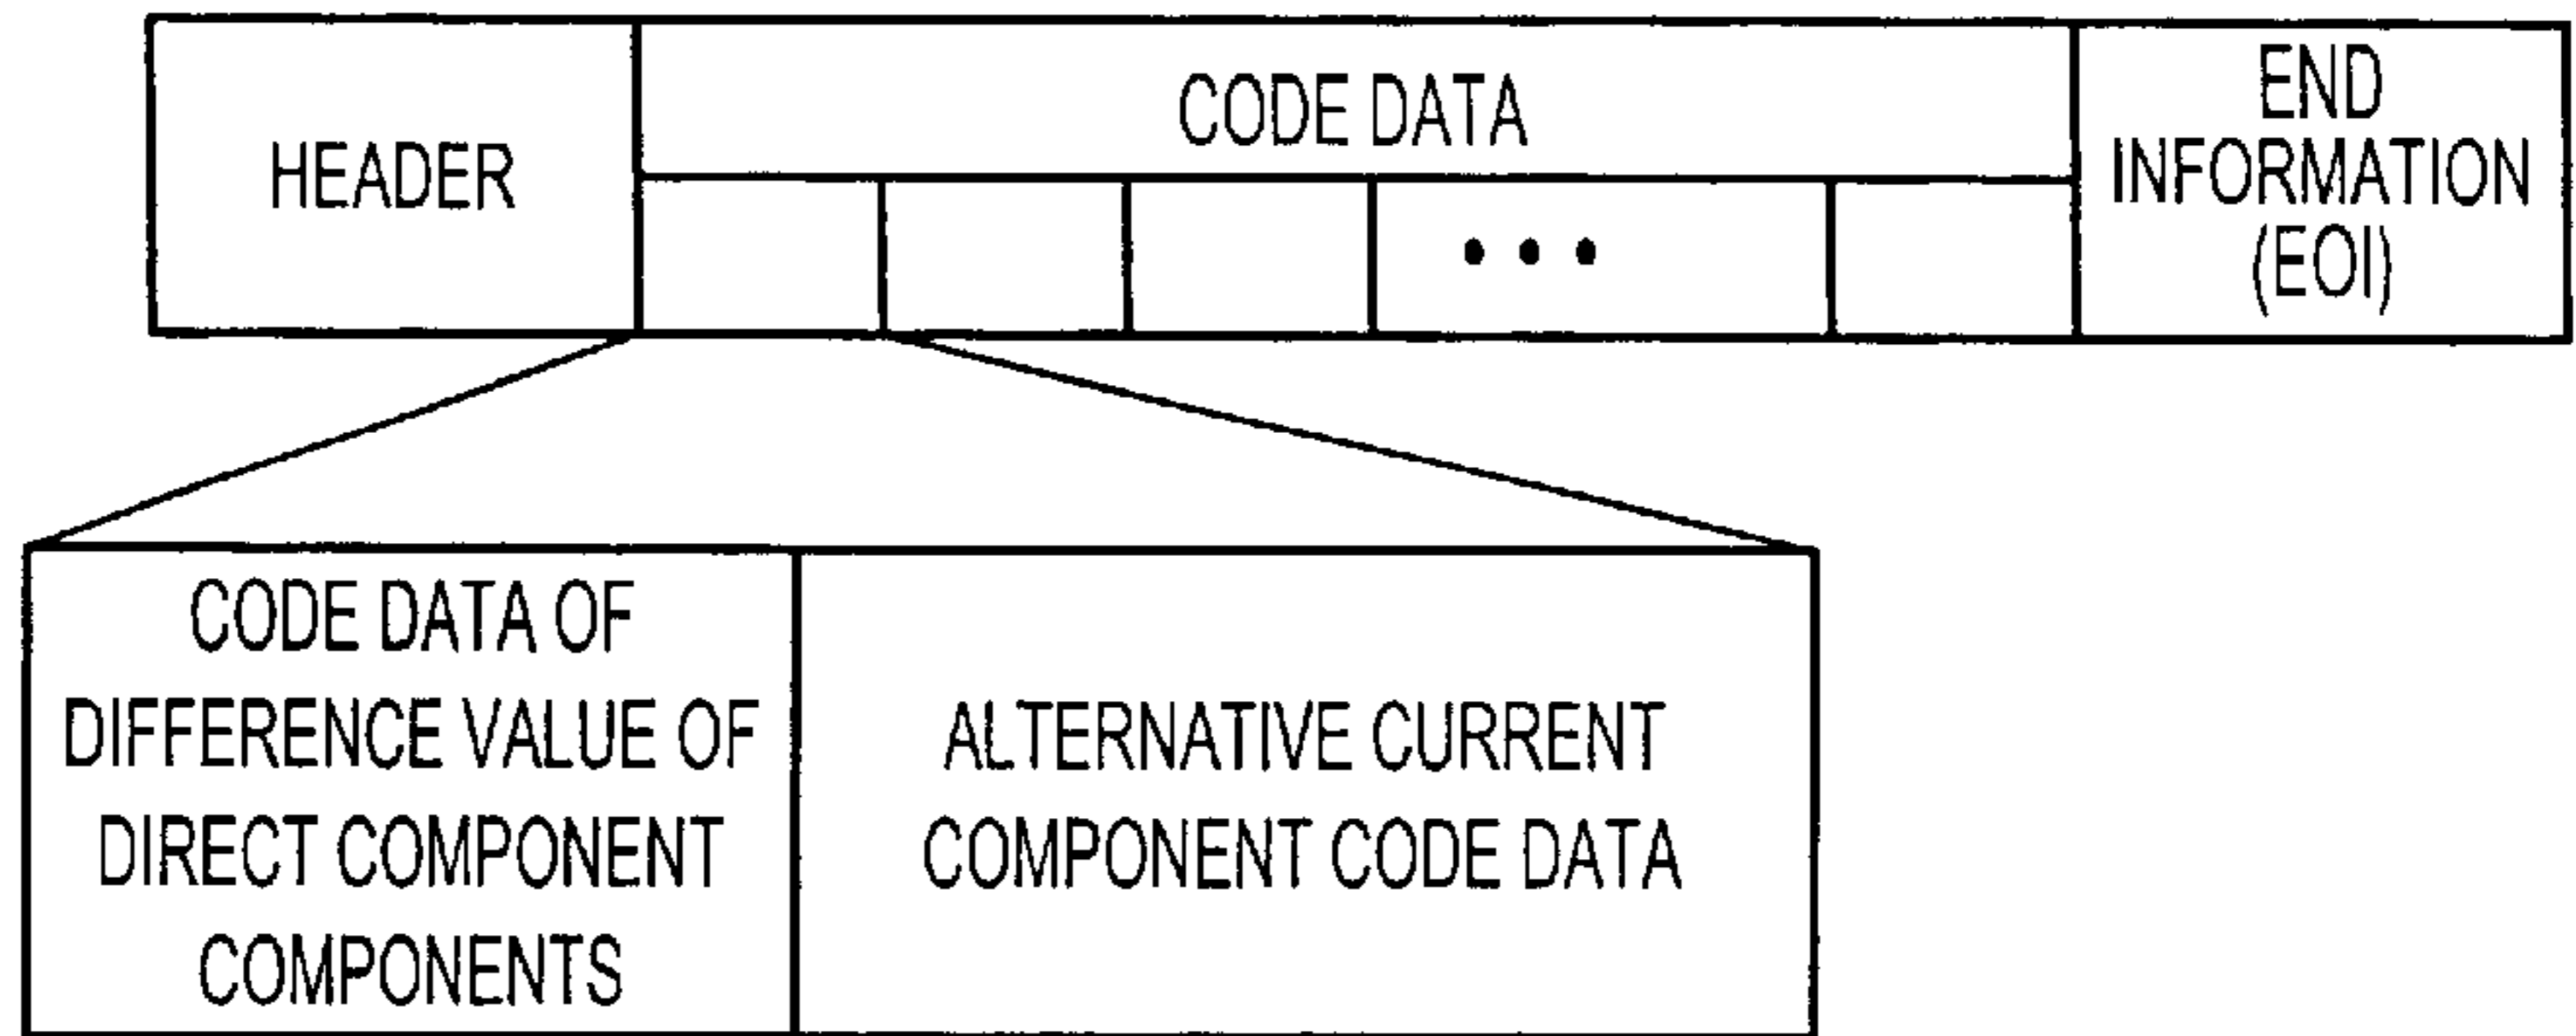 HEADER
CODE DATA
END
INFORMATION
(EOI)
• • •
CODE DATA OF
DIFFERENCE VALUE OF
DIRECT COMPONENT
COMPONENTS
ALTERNATIVE CURRENT
COMPONENT CODE DATA